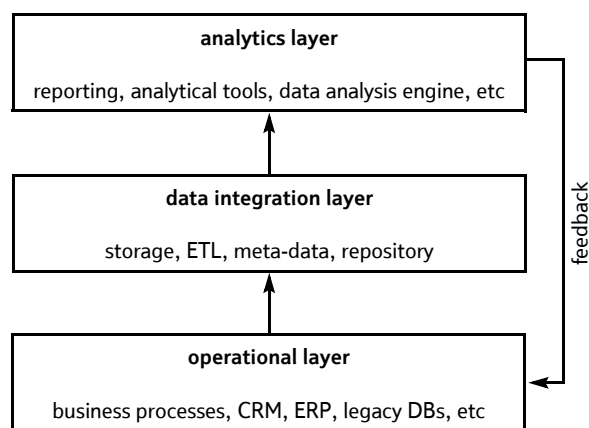 analytics layer
reporting, analytical tools, data analysis engine, etc
data integration layer
storage, ETL, meta-data, repository
feedback
operational layer
business processes, CRM, ERP, legacy DBs, etc